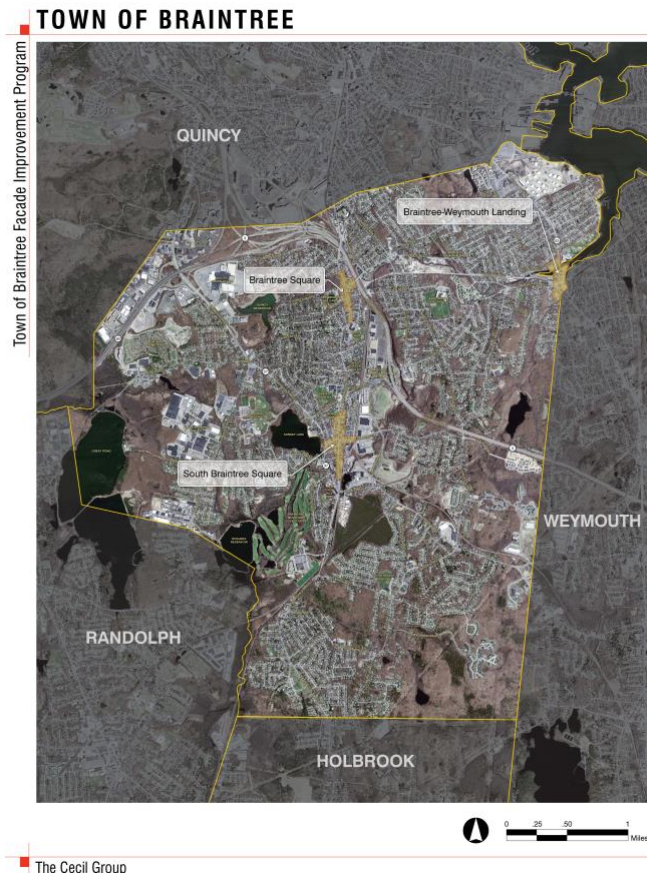 TOWN OF BRAINTREE
Town of Braintree Facade Improvement Program
QUINCY
Braintree-Weymouth Landing
Braintree Square
South Braintree Square
WEYMOUTH
RANDOLPH
HOLBROOK
0 .25 .50 1
Miles
The Cecil Group